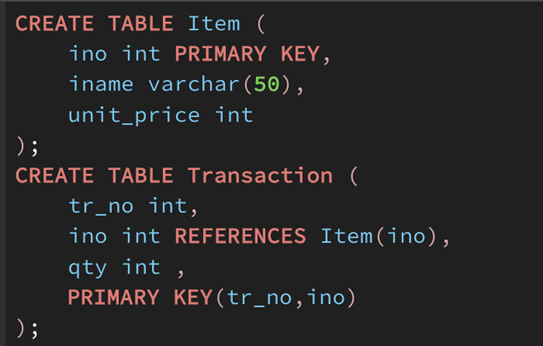 CREATE TABLE Item (
    ino int PRIMARY KEY,
    iname varchar(50),
    unit_price int
);
CREATE TABLE Transaction (
    tr_no int,
    ino int REFERENCES Item(ino),
    qty int ,
    PRIMARY KEY(tr_no,ino)
);